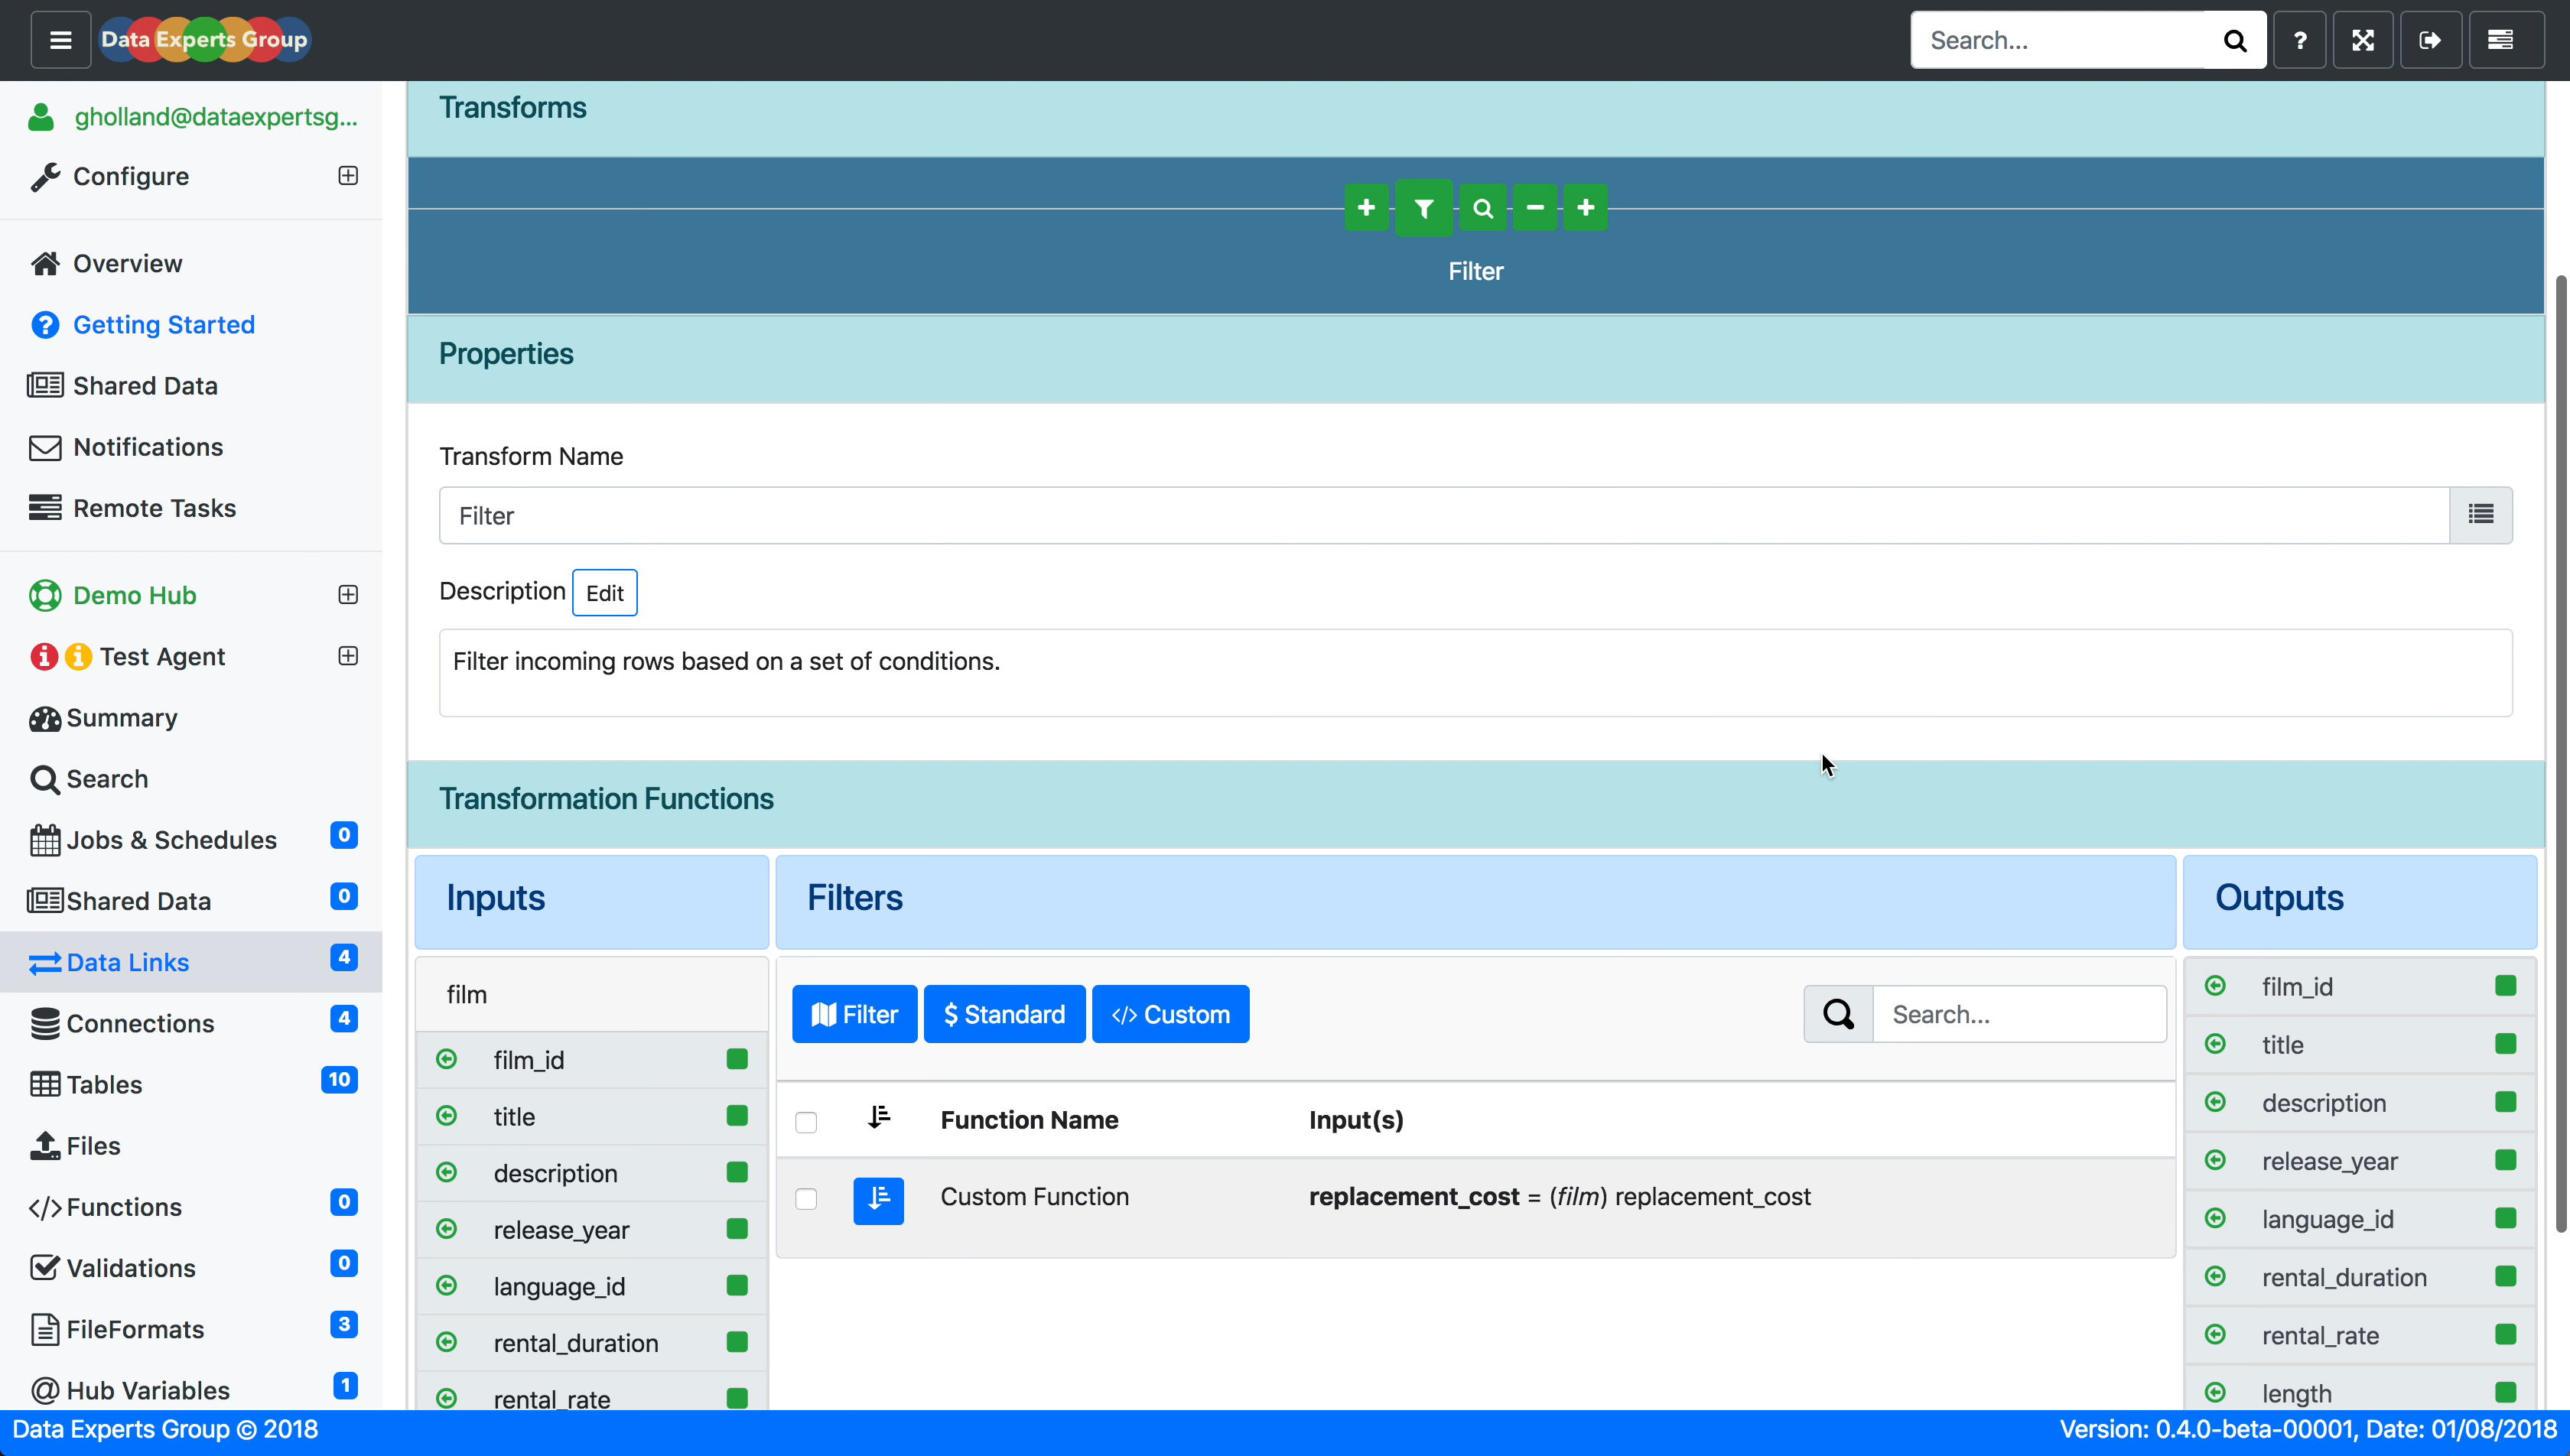 Data Experts Group
Search...
?
gholland@dataexpertsg...
Configure
Overview
Getting Started
Shared Data
Notifications
Remote Tasks
Demo Hub
Test Agent
Summary
Search
Jobs & Schedules 0
Shared Data 0
Data Links 4
Connections 4
Tables 10
Files
Functions 0
Validations 0
FileFormats 3
Hub Variables 1
Transforms
Filter
Properties
Transform Name
Filter
Description Edit
Filter incoming rows based on a set of conditions.
Transformation Functions
Inputs
film
film_id
title
description
release_year
language_id
rental_duration
rental_rate
Filters
Filter $ Standard </> Custom
Search...
Function Name Input(s)
Custom Function replacement_cost = (film) replacement_cost
Outputs
film_id
title
description
release_year
language_id
rental_duration
rental_rate
length
Data Experts Group © 2018
Version: 0.4.0-beta-00001, Date: 01/08/2018